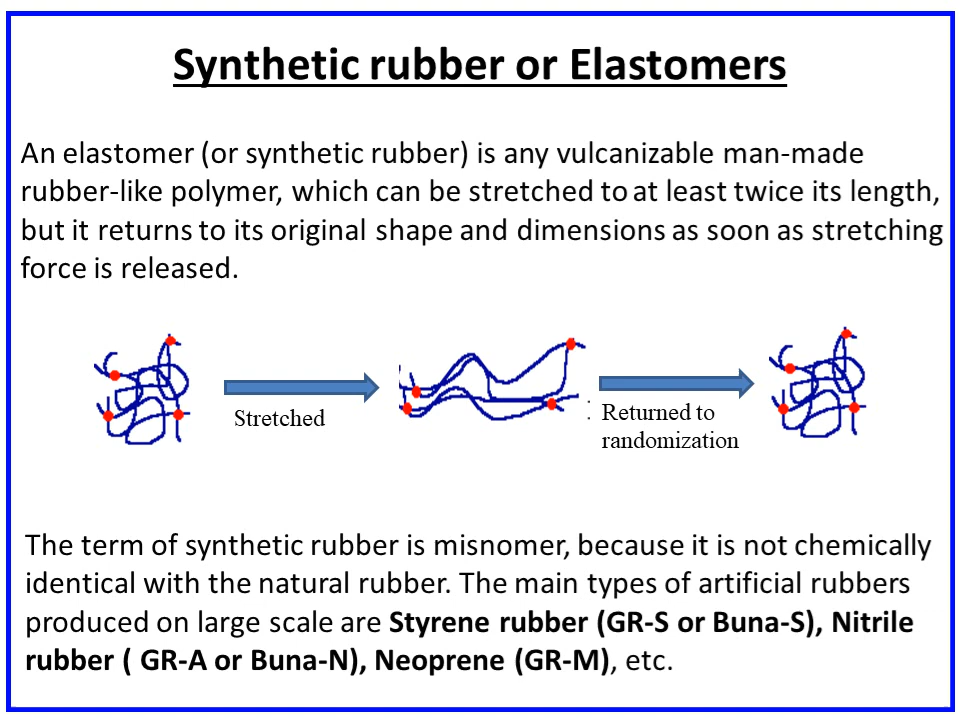 Synthetic rubber or Elastomers
An elastomer (or synthetic rubber) is any vulcanizable man-made
rubber-like polymer, which can be stretched to at least twice its length,
but it returns to its original shape and dimensions as soon as stretching
force is released.
Stretched
:
Returned to
randomization
The term of synthetic rubber is misnomer, because it is not chemically
identical with the natural rubber. The main types of artificial rubbers
produced on large scale are Styrene rubber (GR-S or Buna-S), Nitrile
rubber ( GR-A or Buna-N), Neoprene (GR-M), etc.